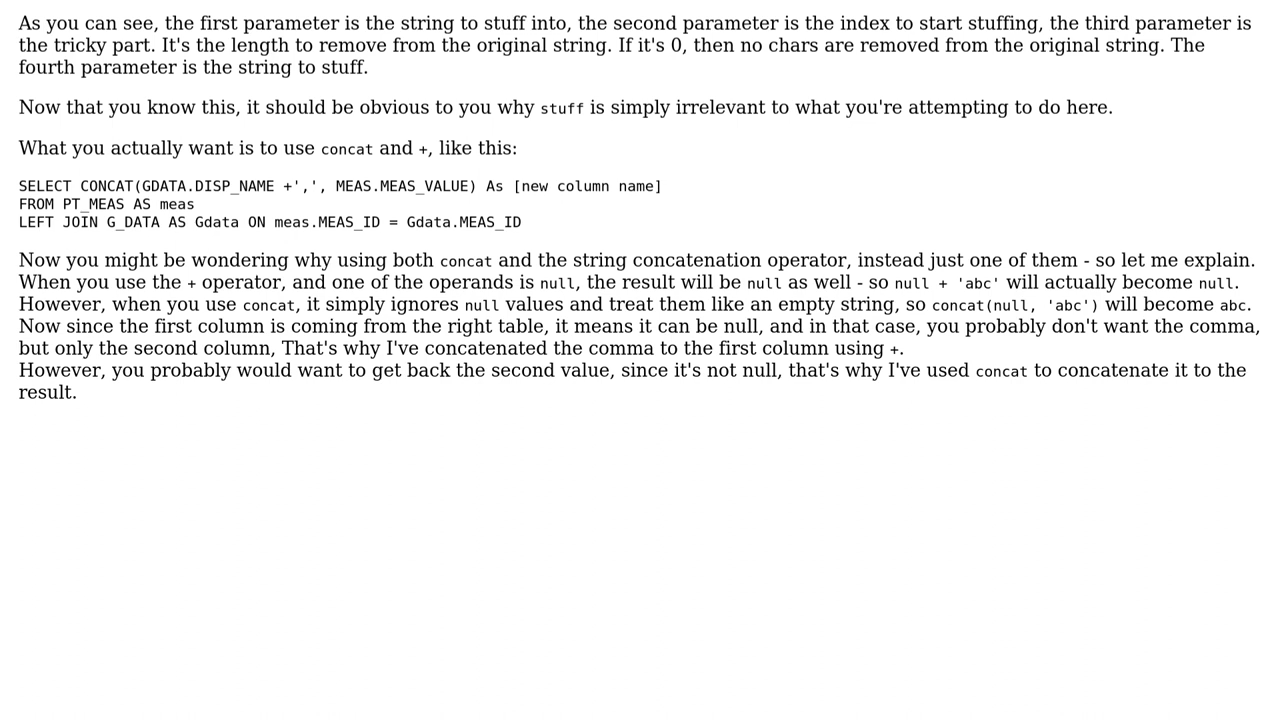 As you can see, the first parameter is the string to stuff into, the second parameter is the index to start stuffing, the third parameter is
the tricky part. It's the length to remove from the original string. If it's 0, then no chars are removed from the original string. The
fourth parameter is the string to stuff.
Now that you know this, it should be obvious to you why stuff is simply irrelevant to what you're attempting to do here.
What you actually want is to use concat and +, like this:
SELECT CONCAT(GDATA.DISP_NAME +',', MEAS.MEAS_VALUE) As [new column name]
FROM PT_MEAS AS meas
LEFT JOIN G_DATA AS Gdata ON meas.MEAS_ID = Gdata.MEAS_ID
Now you might be wondering why using both concat and the string concatenation operator, instead just one of them - so let me explain.
When you use the + operator, and one of the operands is null, the result will be null as well - so null + 'abc' will actually become null.
However, when you use concat, it simply ignores null values and treat them like an empty string, so concat(null, 'abc') will become abc.
Now since the first column is coming from the right table, it means it can be null, and in that case, you probably don't want the comma,
but only the second column, That's why I've concatenated the comma to the first column using +.
However, you probably would want to get back the second value, since it's not null, that's why I've used concat to concatenate it to the
result.